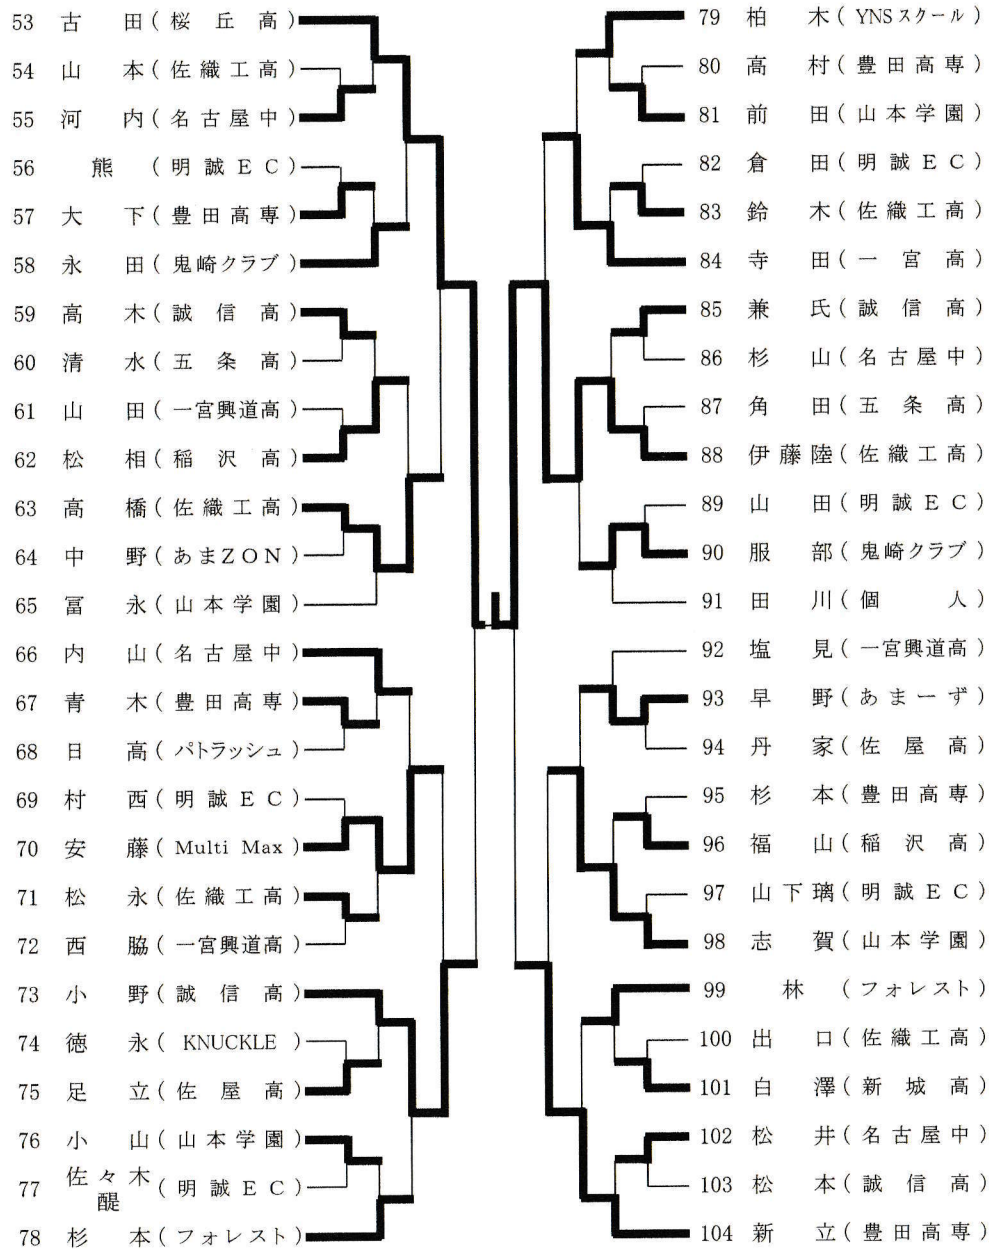 53 古田(桜丘高)
54 山本(佐織工高)
55 河内(名古屋中)
56 熊(明誠EC)
57 大下(豊田高専)
58 永田(鬼崎クラブ)
59 高木(誠信高)
60 清水(五条高)
61 山田(一宮興道高)
62 松相(稲沢高)
63 高橋(佐織工高)
64 中野(あまZON)
65 冨永(山本学園)
66 内山(名古屋中)
67 青木(豊田高専)
68 日高(パトラッシュ)
69 村西(明誠EC)
70 安藤(Multi Max)
71 松永(佐織工高)
72 西脇(一宮興道高)
73 小野(誠信高)
74 徳永(KNUCKLE)
75 足立(佐屋高)
76 小山(山本学園)
77 佐々木醍(明誠EC)
78 杉本(フォレスト)
79 柏木(YNSスクール)
80 高村(豊田高専)
81 前田(山本学園)
82 倉田(明誠EC)
83 鈴木(佐織工高)
84 寺田(一宮高)
85 兼氏(誠信高)
86 杉山(名古屋中)
87 角田(五条高)
88 伊藤陸(佐織工高)
89 山田(明誠EC)
90 服部(鬼崎クラブ)
91 田川(個人)
92 塩見(一宮興道高)
93 早野(あまーず)
94 丹家(佐屋高)
95 杉本(豊田高専)
96 福山(稲沢高)
97 山下璃(明誠EC)
98 志賀(山本学園)
99 林(フォレスト)
100 出口(佐織工高)
101 白澤(新城高)
102 松井(名古屋中)
103 松本(誠信高)
104 新立(豊田高専)